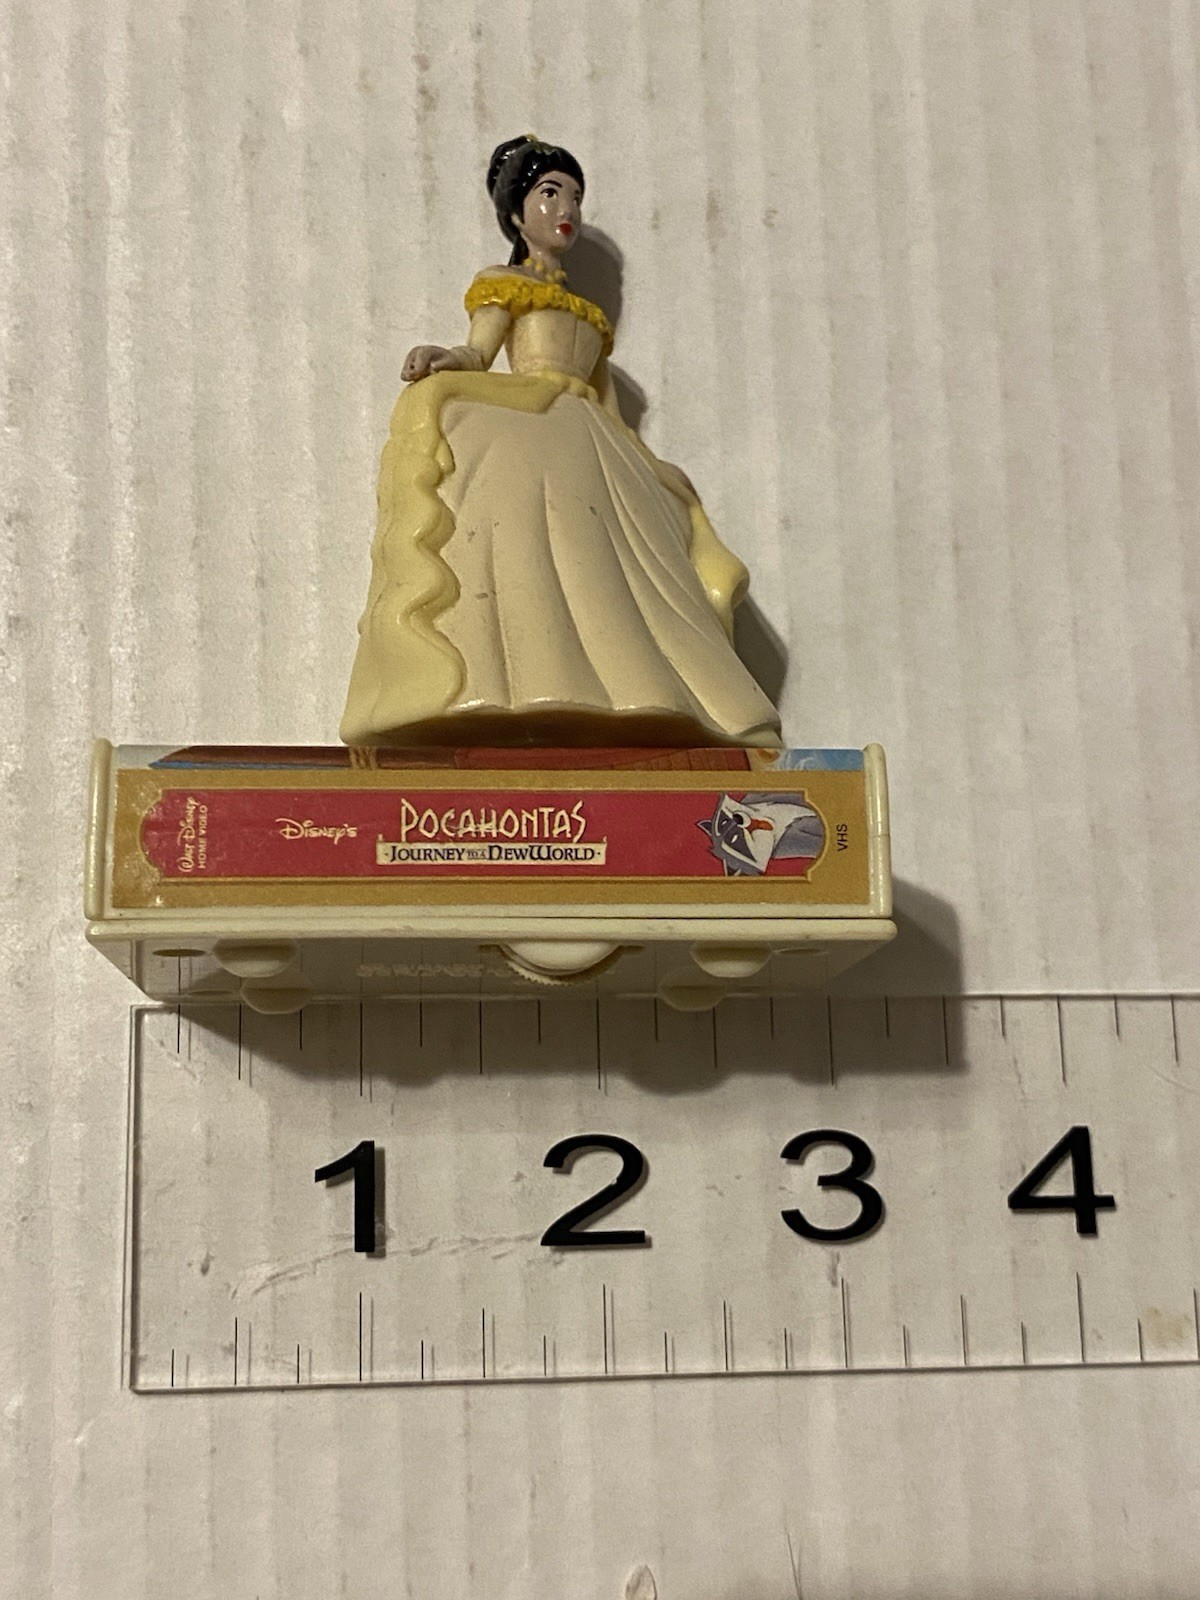 WALT DISNEY
HOME VIDEO
DISNEY'S
POCAHONTAS
JOURNEY TO A NEW WORLD
VHS
1 2 3 4